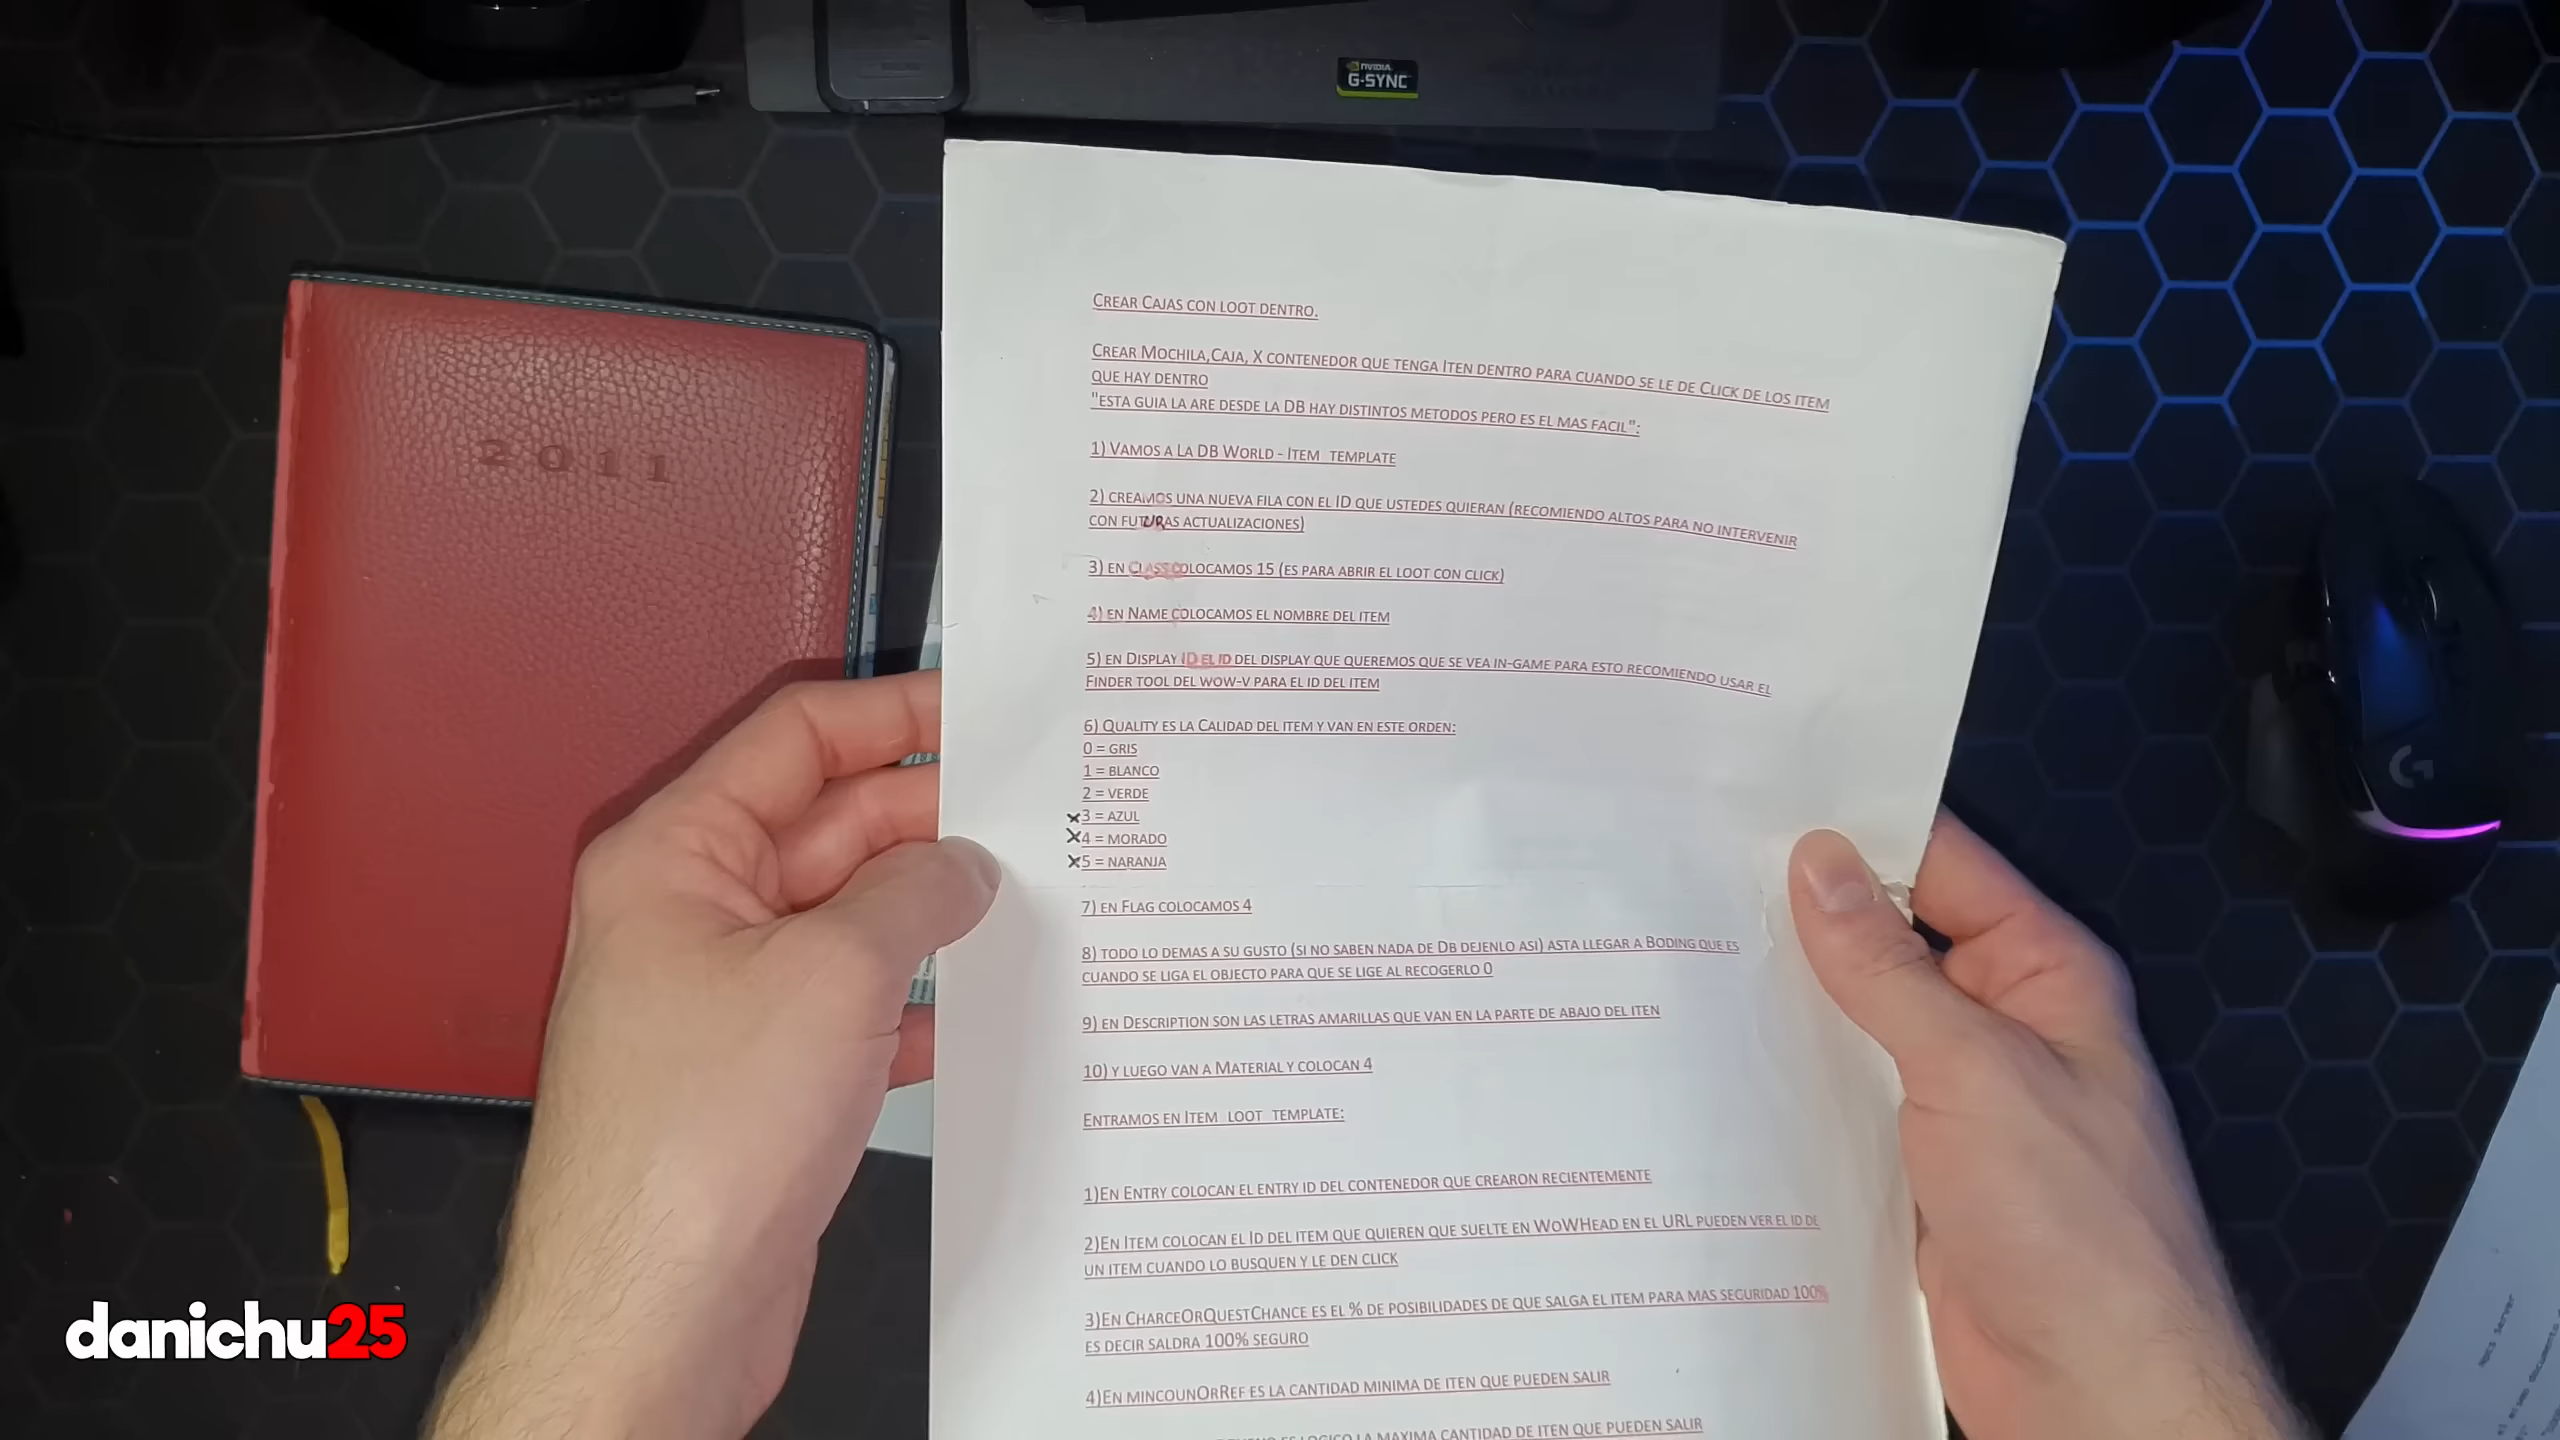 NVIDIA
G-SYNC
2011
CREAR CAJAS CON LOOT DENTRO.
CREAR MOCHILA,CAJA, X CONTENEDOR QUE TENGA ITEN DENTRO PARA CUANDO SE LE DE CLICK DE LOS ITEM
QUE HAY DENTRO
"ESTA GUIA LA ARE DESDE LA DB HAY DISTINTOS METODOS PERO ES EL MAS FACIL":
1) VAMOS A LA DB WORLD - ITEM_TEMPLATE
2) CREAMOS UNA NUEVA FILA CON EL ID QUE USTEDES QUIERAN (RECOMIENDO ALTOS PARA NO INTERVENIR
CON FUTURAS ACTUALIZACIONES)
3) EN CLASS COLOCAMOS 15 (ES PARA ABRIR EL LOOT CON CLICK)
4) EN NAME COLOCAMOS EL NOMBRE DEL ITEM
5) EN DISPLAY ID EL ID DEL DISPLAY QUE QUEREMOS QUE SE VEA IN-GAME PARA ESTO RECOMIENDO USAR EL
FINDER TOOL DEL WOW-V PARA EL ID DEL ITEM
6) QUALITY ES LA CALIDAD DEL ITEM Y VAN EN ESTE ORDEN:
0 = GRIS
1 = BLANCO
2 = VERDE
x3 = AZUL
x4 = MORADO
x5 = NARANJA
7) EN FLAG COLOCAMOS 4
8) TODO LO DEMAS A SU GUSTO (SI NO SABEN NADA DE DB DEJENLO ASI) ASTA LLEGAR A BODING QUE ES
CUANDO SE LIGA EL OBJECTO PARA QUE SE LIGE AL RECOGERLO 0
9) EN DESCRIPTION SON LAS LETRAS AMARILLAS QUE VAN EN LA PARTE DE ABAJO DEL ITEN
10) Y LUEGO VAN A MATERIAL Y COLOCAN 4
ENTRAMOS EN ITEM_LOOT_TEMPLATE:
1)EN ENTRY COLOCAN EL ENTRY ID DEL CONTENEDOR QUE CREARON RECIENTEMENTE
2)EN ITEM COLOCAN EL ID DEL ITEM QUE QUIEREN QUE SUELTE EN WOWHEAD EN EL URL PUEDEN VER EL ID DE
UN ITEM CUANDO LO BUSQUEN Y LE DEN CLICK
3)EN CHARCEORQUESTCHANCE ES EL % DE POSIBILIDADES DE QUE SALGA EL ITEM PARA MAS SEGURIDAD 100%
ES DECIR SALDRA 100% SEGURO
4)EN MINCOUNORREF ES LA CANTIDAD MINIMA DE ITEN QUE PUEDEN SALIR
ES LOGICO LA MAXIMA CANTIDAD DE ITEN QUE PUEDEN SALIR
danichu25